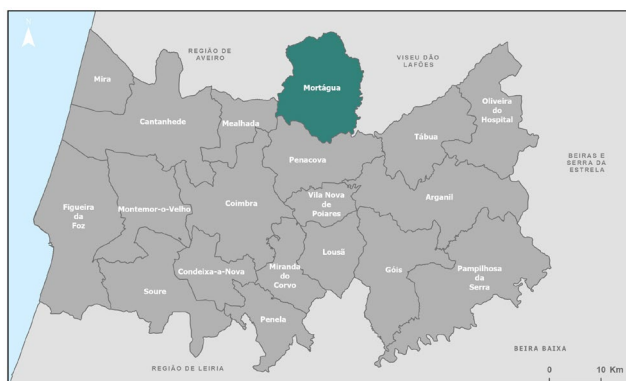 REGIÃO DE
AVEIRO
VISEU DÃO
LAFÕES
Mira
Mortágua
Oliveira
do
Hospital
Cantanhede
Mealhada
Tábua
Penacova
BEIRAS E
SERRA DA
ESTRELA
Figueira
da
Foz
Montemor-o-Velho
Coimbra
Vila Nova
de
Poiares
Arganil
Lousã
Condeixa-a-Nova
Miranda
do
Corvo
Góis
Pampilhosa
da
Serra
Soure
Penela
BEIRA BAIXA
REGIÃO DE LEIRIA
0 10 Km